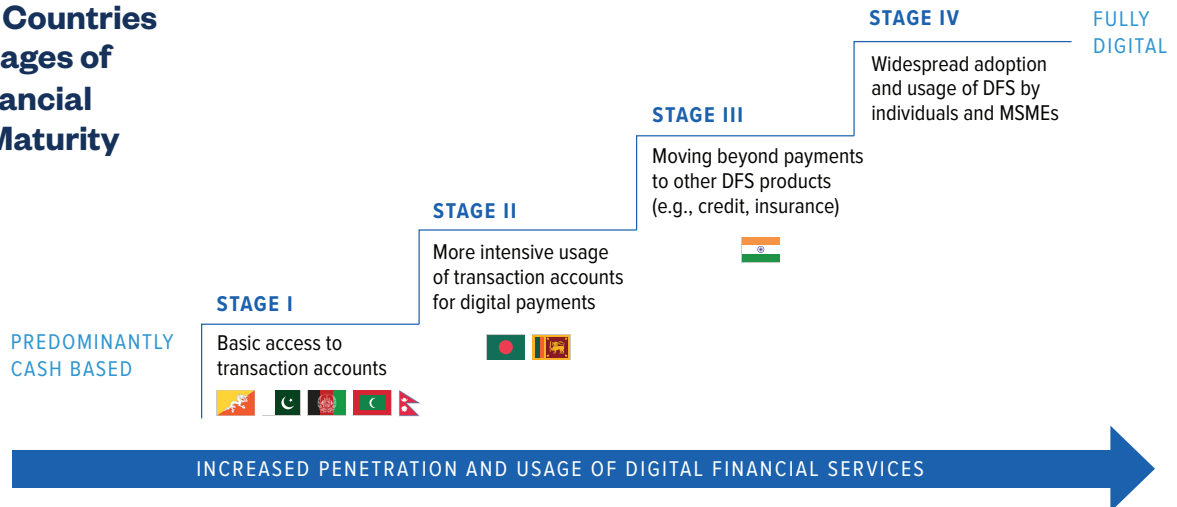 Countries
ages of
ancial
Maturity
STAGE IV
FULLY
DIGITAL
Widespread adoption
and usage of DFS by
individuals and MSMEs
STAGE III
Moving beyond payments
to other DFS products
(e.g., credit, insurance)
STAGE II
More intensive usage
of transaction accounts
for digital payments
STAGE I
PREDOMINANTLY
CASH BASED
Basic access to
transaction accounts
INCREASED PENETRATION AND USAGE OF DIGITAL FINANCIAL SERVICES